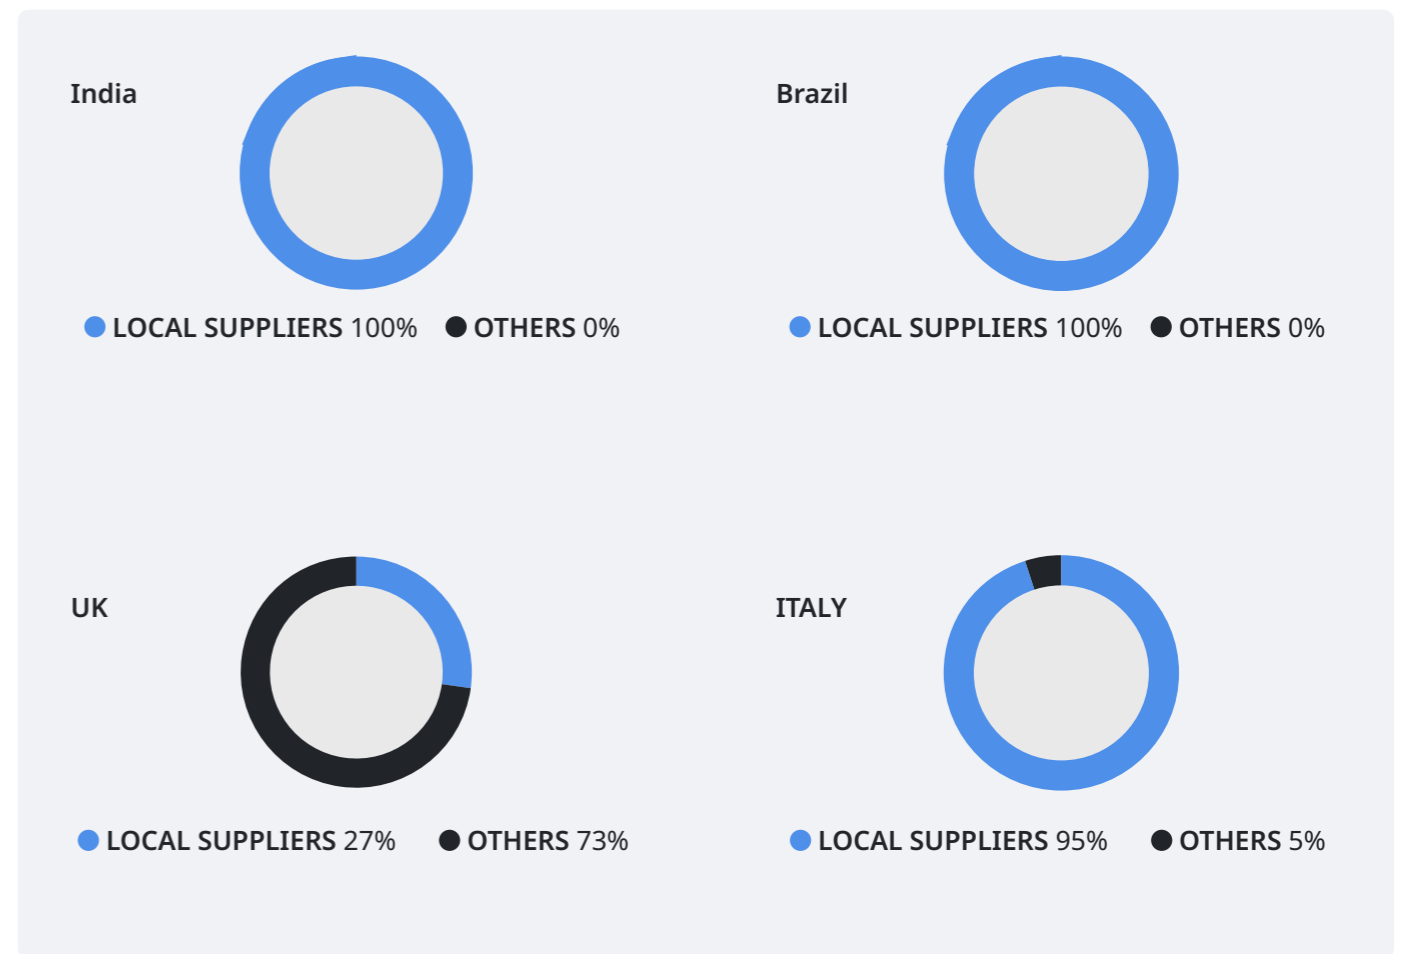 India
LOCAL SUPPLIERS 100% OTHERS 0%
Brazil
LOCAL SUPPLIERS 100% OTHERS 0%
UK
LOCAL SUPPLIERS 27% OTHERS 73%
ITALY
LOCAL SUPPLIERS 95% OTHERS 5%